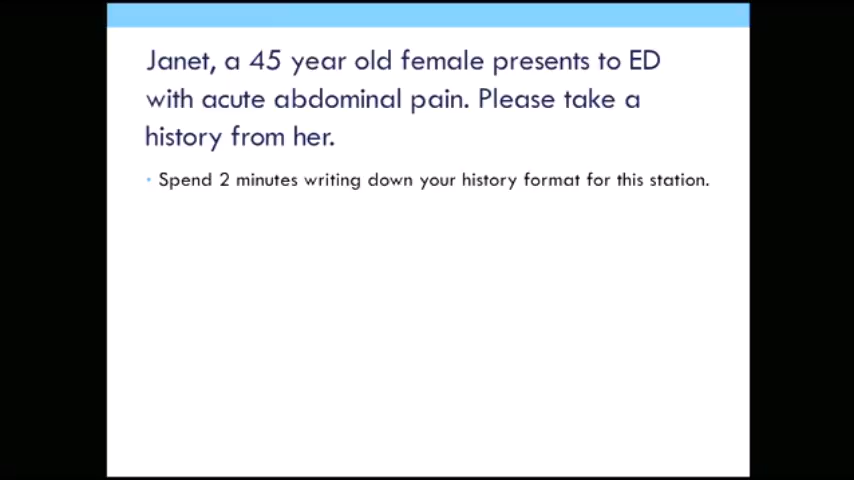 Janet, a 45 year old female presents to ED
with acute abdominal pain. Please take a
history from her.
• Spend 2 minutes writing down your history format for this station.